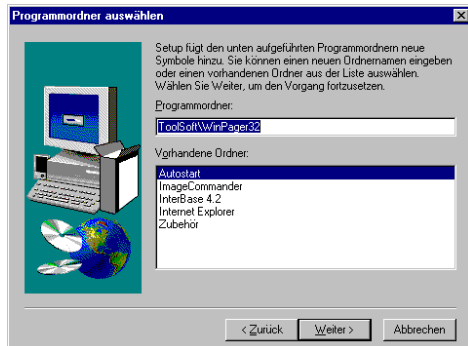 Programmordner auswählen
Setup fügt den unten aufgeführten Programmordnern neue
Symbole hinzu. Sie können einen neuen Ordnernamen eingeben
oder einen vorhandenen Ordner aus der Liste auswählen.
Wählen Sie Weiter, um den Vorgang fortzusetzen.
Programmordner:
ToolSoft\WinPager32
Vorhandene Ordner:
Autostart
ImageCommander
InterBase 4.2
Internet Explorer
Zubehör
< Zurück Weiter > Abbrechen